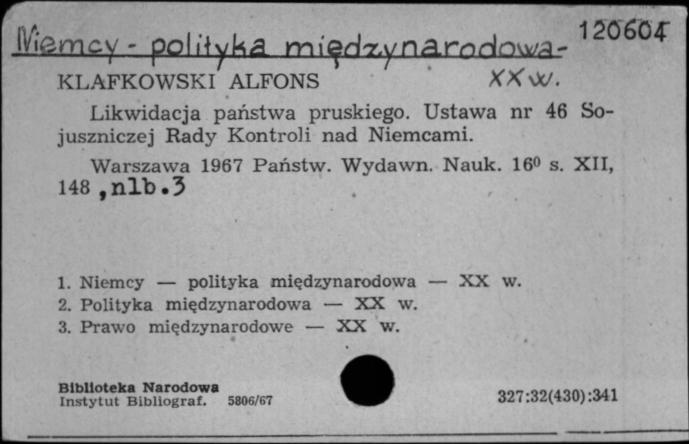 120604
Niemcy - polityka międzynarodowa-
XX w.
KLAFKOWSKI ALFONS
Likwidacja państwa pruskiego. Ustawa nr 46 So-
juszniczej Rady Kontroli nad Niemcami.
Warszawa 1967 Państw. Wydawn. Nauk. 16⁰ s. XII,
148 , nlb.3
1. Niemcy — polityka międzynarodowa — XX w.
2. Polityka międzynarodowa — XX w.
3. Prawo międzynarodowe — XX w.
Biblioteka Narodowa
Instytut Bibliograf. 5806/67
327:32(430):341